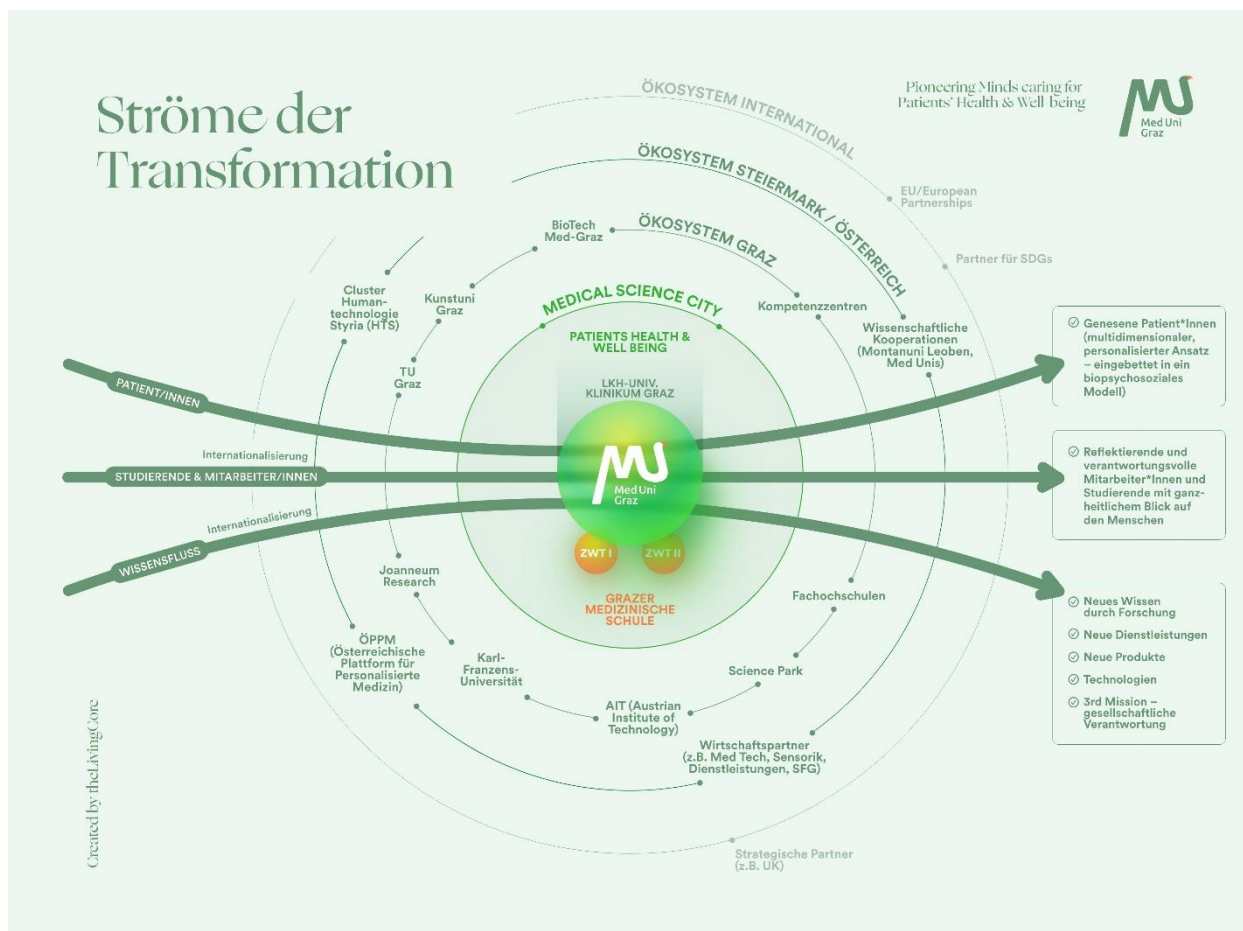 Ströme der
Transformation
Pioneering Minds caring for
Patients' Health & Well-being
Med Uni
Graz
ÖKOSYSTEM INTERNATIONAL
EU/European
Partnerships
Partner für SDGs
Strategische Partner
(z.B. UK)
ÖKOSYSTEM STEIERMARK / ÖSTERREICH
Cluster
Human-
technologie
Styria (HTS)
Wissenschaftliche
Kooperationen
(Montanuni Leoben,
Med Unis)
ÖPPM
(Österreichische
Plattform für
Personalisierte
Medizin)
Wirtschaftspartner
(z.B. Med Tech, Sensorik,
Dienstleistungen, SFG)
ÖKOSYSTEM GRAZ
BioTech
Med-Graz
Kunstuni
Graz
TU
Graz
Kompetenzzentren
Joanneum
Research
Karl-
Franzens-
Universität
AIT (Austrian
Institute of
Technology)
Science Park
Fachochschulen
MEDICAL SCIENCE CITY
PATIENTS HEALTH &
WELL BEING
LKH-UNIV.
KLINIKUM GRAZ
Med Uni
Graz
ZWT I
ZWT II
GRAZER
MEDIZINISCHE
SCHULE
PATIENT/INNEN
Internationalisierung
STUDIERENDE & MITARBEITER/INNEN
Internationalisierung
WISSENSFLUSS
Genesene Patient*Innen
(multidimensionaler,
personalisierter Ansatz
– eingebettet in ein
biopsychosoziales
Modell)
Reflektierende und
verantwortungsvolle
Mitarbeiter*Innen und
Studierende mit ganz-
heitlichem Blick auf
den Menschen
Neues Wissen
durch Forschung
Neue Dienstleistungen
Neue Produkte
Technologien
3rd Mission –
gesellschaftliche
Verantwortung
Created by theLivingCore